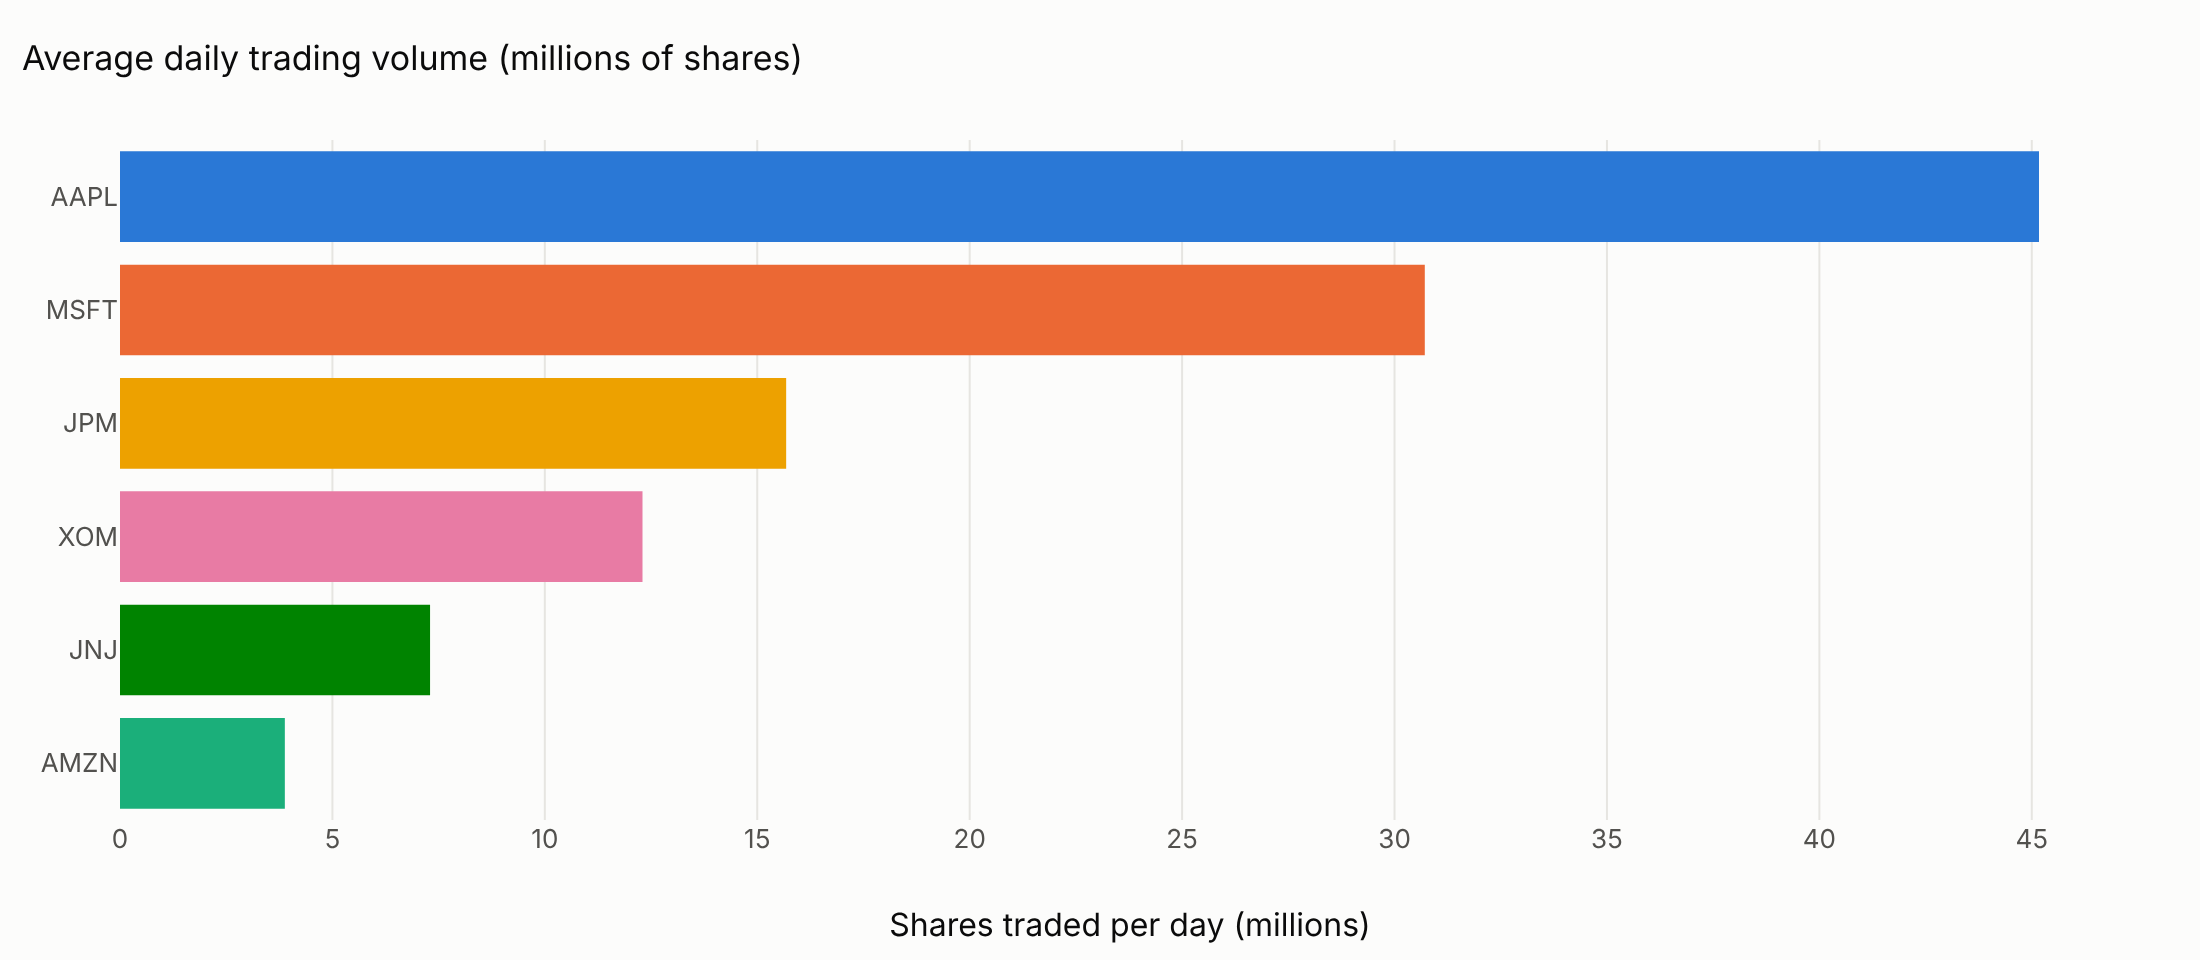 Average daily trading volume (millions of shares)
AAPL
MSFT
JPM
XOM
JNJ
AMZN
0 5 10 15 20 25 30 35 40 45
Shares traded per day (millions)